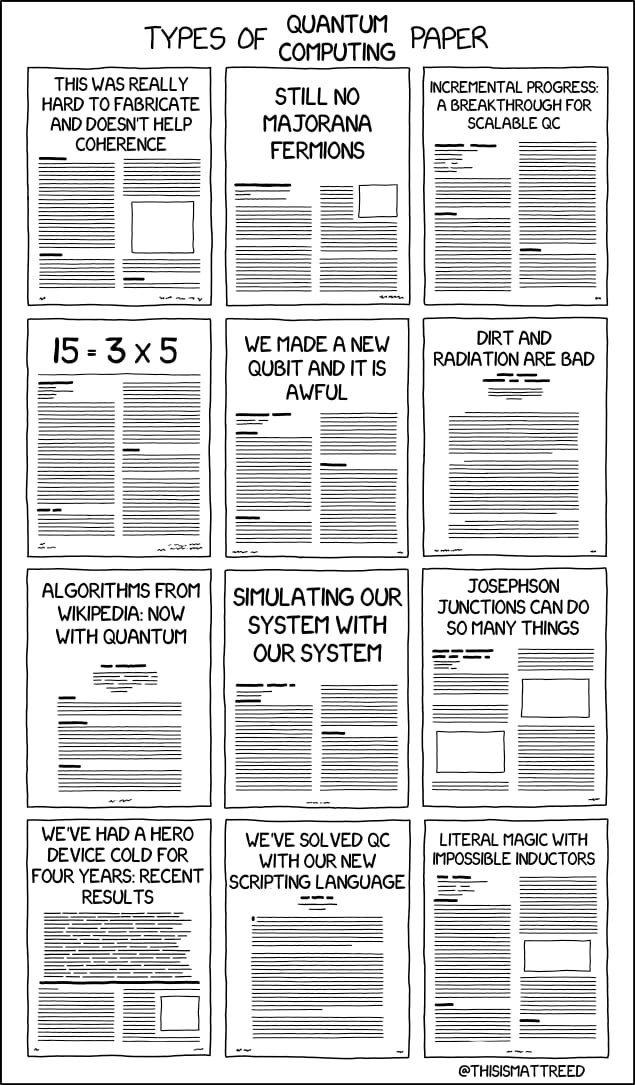 TYPES OF QUANTUM COMPUTING PAPER
THIS WAS REALLY
HARD TO FABRICATE
AND DOESN'T HELP
COHERENCE
STILL NO
MAJORANA
FERMIONS
INCREMENTAL PROGRESS:
A BREAKTHROUGH FOR
SCALABLE QC
15 = 3 x 5
WE MADE A NEW
QUBIT AND IT IS
AWFUL
DIRT AND
RADIATION ARE BAD
ALGORITHMS FROM
WIKIPEDIA: NOW
WITH QUANTUM
SIMULATING OUR
SYSTEM WITH
OUR SYSTEM
JOSEPHSON
JUNCTIONS CAN DO
SO MANY THINGS
WE'VE HAD A HERO
DEVICE COLD FOR
FOUR YEARS: RECENT
RESULTS
WE'VE SOLVED QC
WITH OUR NEW
SCRIPTING LANGUAGE
LITERAL MAGIC WITH
IMPOSSIBLE INDUCTORS
@THISISMATTREED